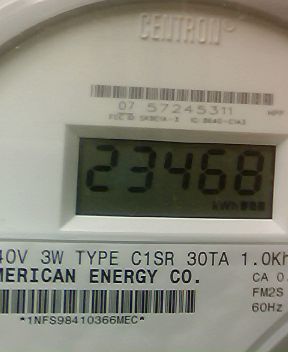 CENTRON®
07 57245311
23468
kWh
40V 3W TYPE C1SR 30TA 1.0Kh
MERICAN ENERGY CO.
CA 0.
FM2S
60Hz
*1NFS98410366MEC*